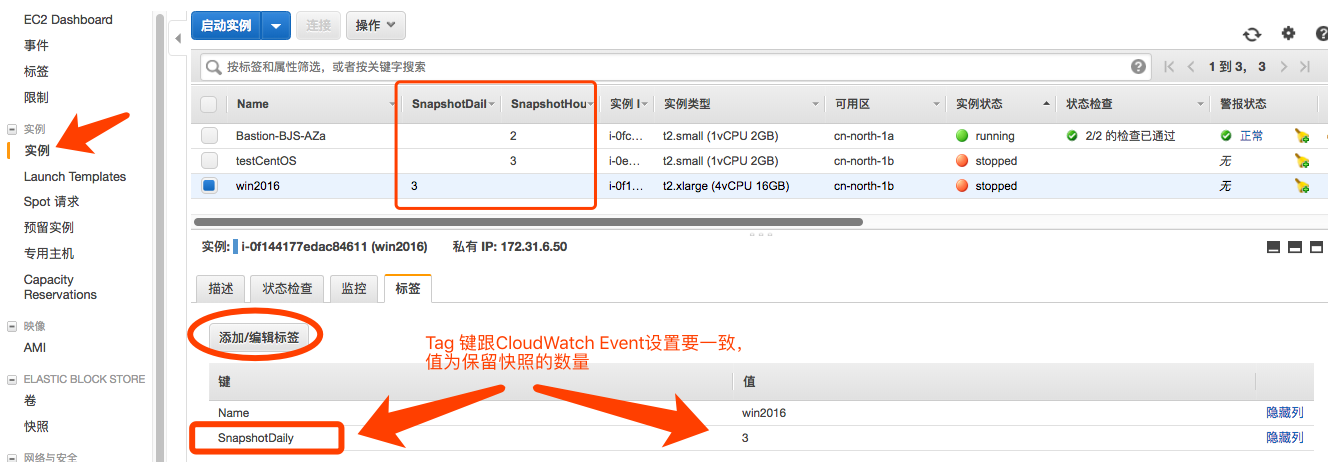 EC2 Dashboard
事件
标签
限制
实例
实例
Launch Templates
Spot 请求
预留实例
专用主机
Capacity
Reservations
映像
AMI
ELASTIC BLOCK STORE
卷
快照
网络与安全
启动实例 连接 操作
按标签和属性筛选，或者按关键字搜索 1 到 3， 3
Name SnapshotDail SnapshotHou 实例 I 实例类型 可用区 实例状态 状态检查 警报状态
Bastion-BJS-AZa 2 i-0fc… t2.small (1vCPU 2GB) cn-north-1a running 2/2 的检查已通过 正常
testCentOS 3 i-0e… t2.small (1vCPU 2GB) cn-north-1b stopped 无
win2016 3 i-0f1… t2.xlarge (4vCPU 16GB) cn-north-1b stopped 无
实例: i-0f144177edac84611 (win2016) 私有 IP: 172.31.6.50
描述 状态检查 监控 标签
添加/编辑标签
Tag 键跟CloudWatch Event设置要一致，
值为保留快照的数量
键 值
Name win2016 隐藏列
SnapshotDaily 3 隐藏列